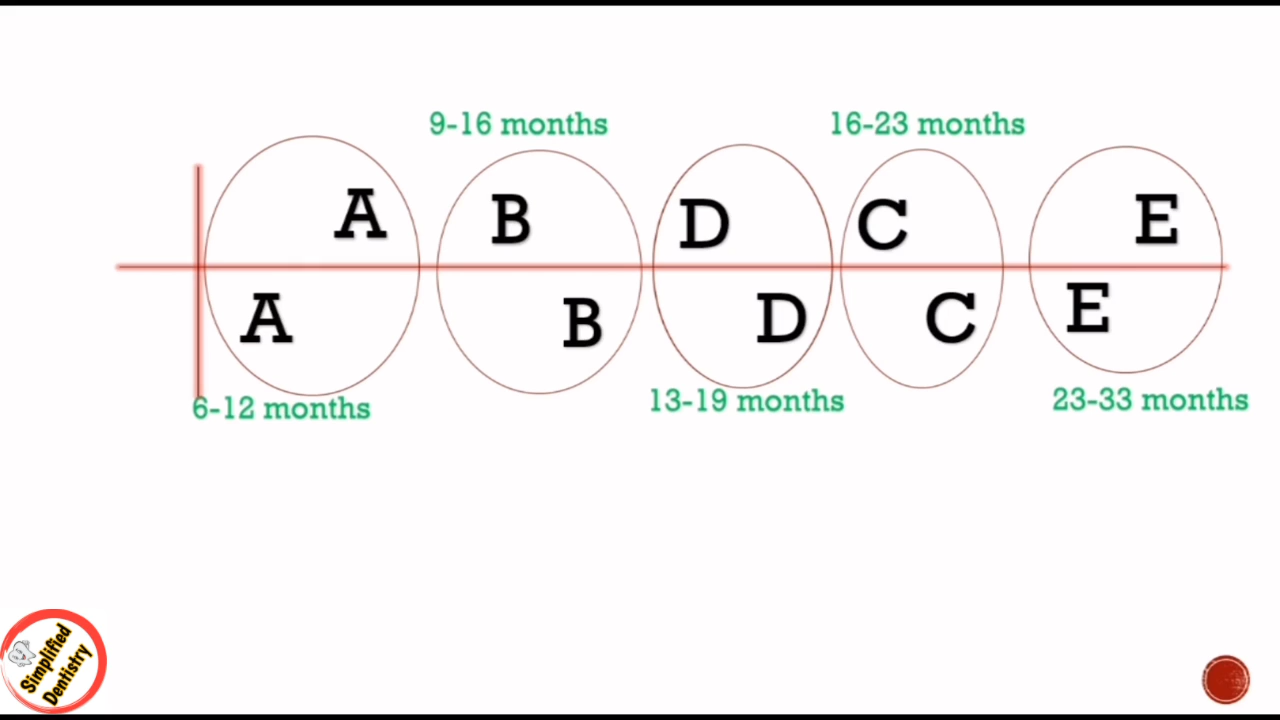 9-16 months
16-23 months
A B D C E
A B D C E
6-12 months
13-19 months
23-33 months
Simplified
Dentistry